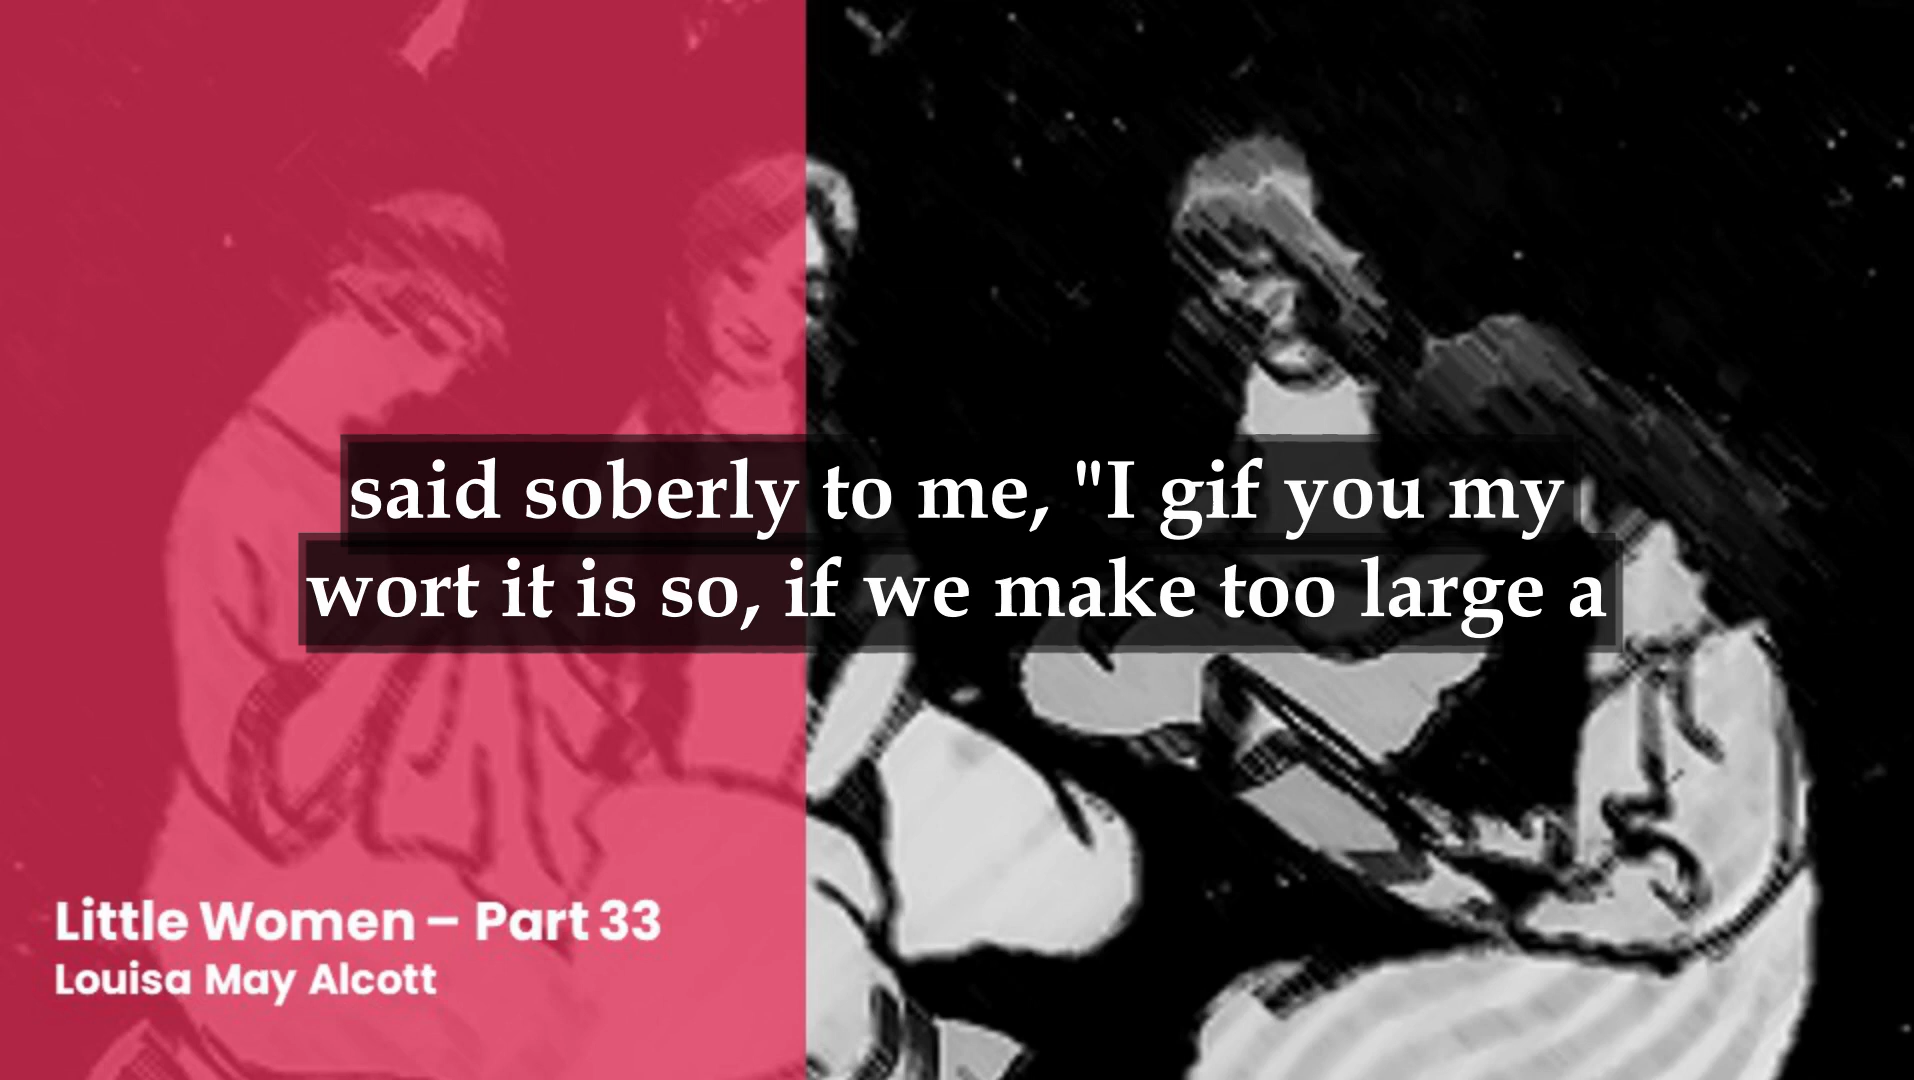 said soberly to me, "I gif you my
wort it is so, if we make too large a
Little Women – Part 33
Louisa May Alcott